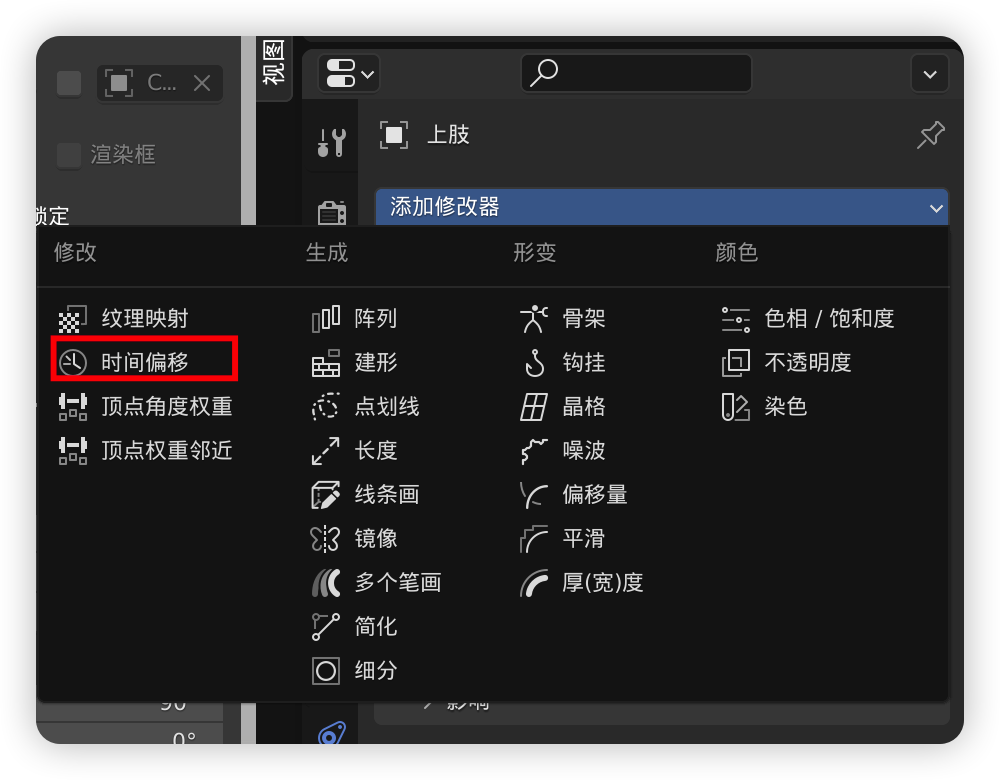 视图
C...
上肢
渲染框
锁定
添加修改器
修改 生成 形变 颜色
纹理映射 阵列 骨架 色相 / 饱和度
时间偏移 建形 钩挂 不透明度
顶点角度权重 点划线 晶格 染色
顶点权重邻近 长度 噪波
线条画 偏移量
镜像 平滑
多个笔画 厚(宽)度
简化
细分
90 影响
0°